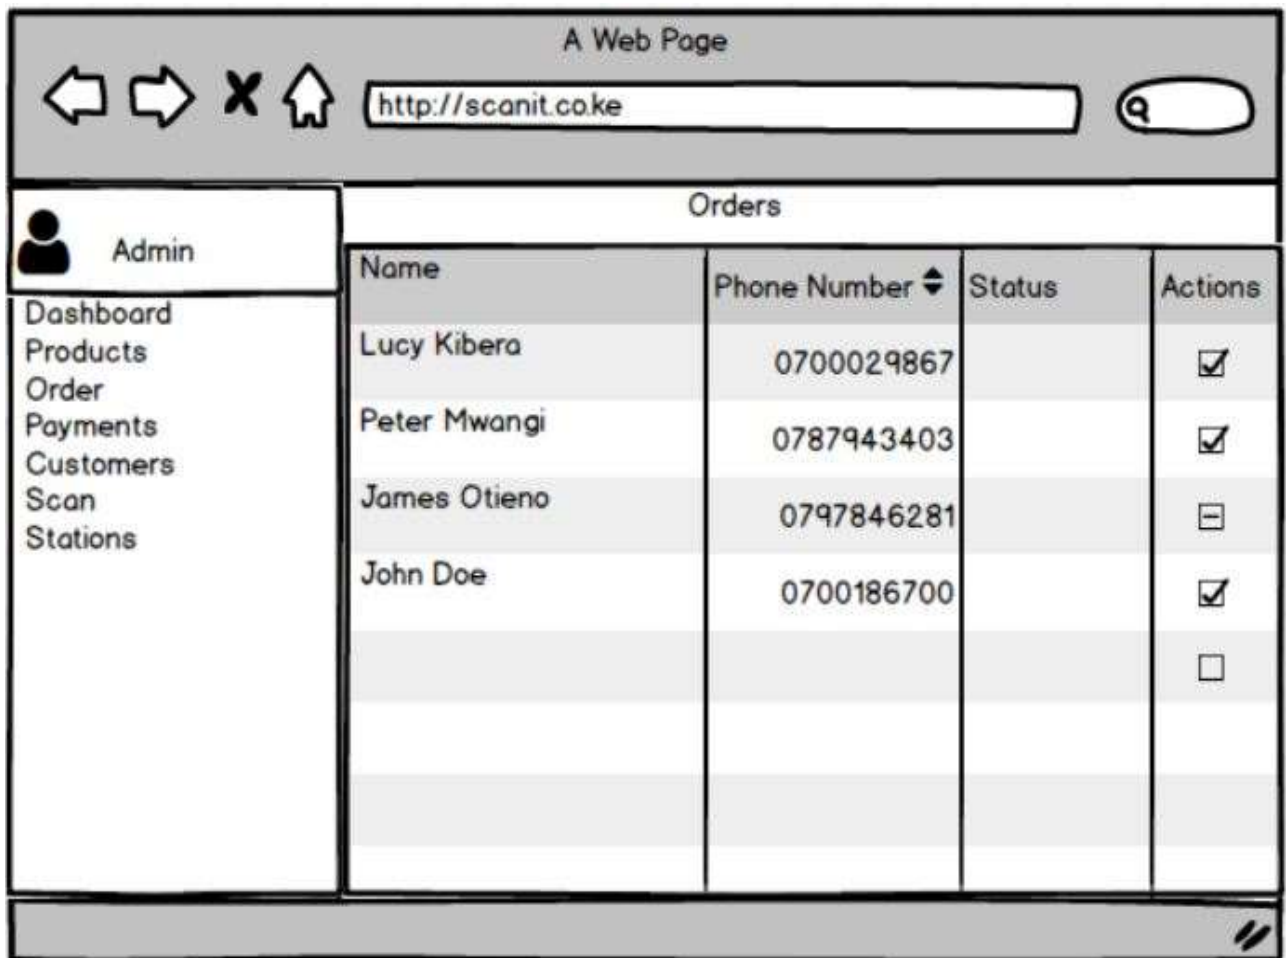 A Web Page
http://scanit.co.ke
Admin
Dashboard
Products
Order
Payments
Customers
Scan
Stations
Orders
Name Phone Number Status Actions
Lucy Kibera 0700029867
Peter Mwangi 0787943403
James Otieno 0797846281
John Doe 0700186700